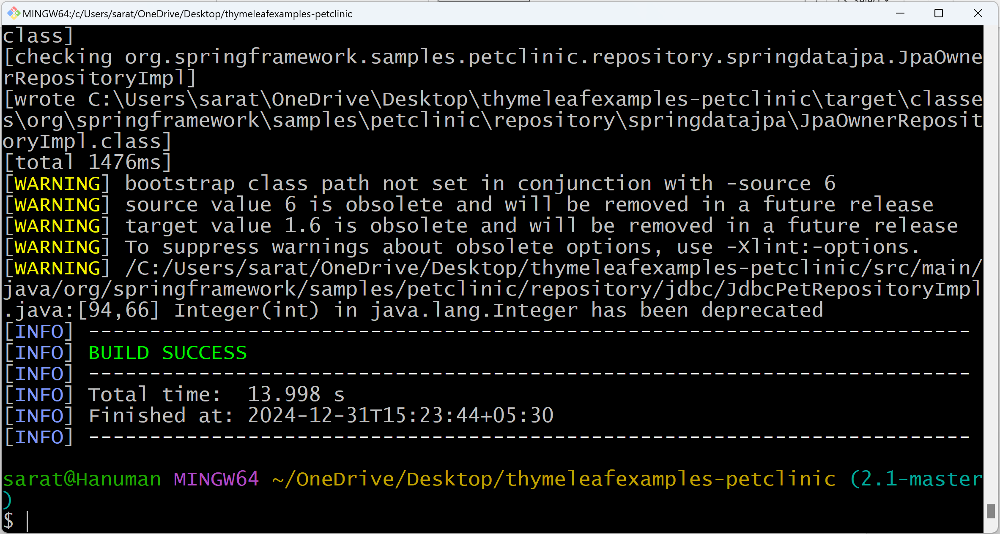 MINGW64:/c/Users/sarat/OneDrive/Desktop/thymeleafexamples-petclinic
class]
[checking org.springframework.samples.petclinic.repository.springdatajpa.JpaOwne
rRepositoryImpl]
[wrote C:\Users\sarat\OneDrive\Desktop\thymeleafexamples-petclinic\target\classe
s\org\springframework\samples\petclinic\repository\springdatajpa\JpaOwnerReposit
oryImpl.class]
[total 1476ms]
[WARNING] bootstrap class path not set in conjunction with -source 6
[WARNING] source value 6 is obsolete and will be removed in a future release
[WARNING] target value 1.6 is obsolete and will be removed in a future release
[WARNING] To suppress warnings about obsolete options, use -Xlint:-options.
[WARNING] /C:/Users/sarat/OneDrive/Desktop/thymeleafexamples-petclinic/src/main/
java/org/springframework/samples/petclinic/repository/jdbc/JdbcPetRepositoryImpl
.java:[94,66] Integer(int) in java.lang.Integer has been deprecated
[INFO] ------------------------------------------------------------------------
[INFO] BUILD SUCCESS
[INFO] ------------------------------------------------------------------------
[INFO] Total time:  13.998 s
[INFO] Finished at: 2024-12-31T15:23:44+05:30
[INFO] ------------------------------------------------------------------------
sarat@Hanuman MINGW64 ~/OneDrive/Desktop/thymeleafexamples-petclinic (2.1-master
)
$